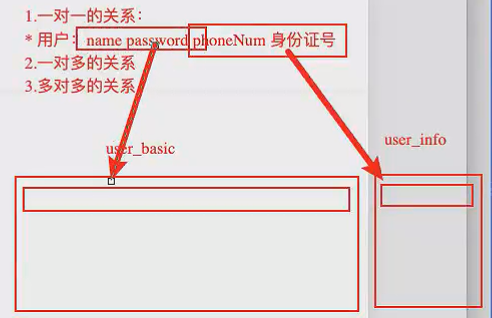 1.一对一的关系：
* 用户：name password phoneNum 身份证号
2.一对多的关系
3.多对多的关系
user_basic
user_info